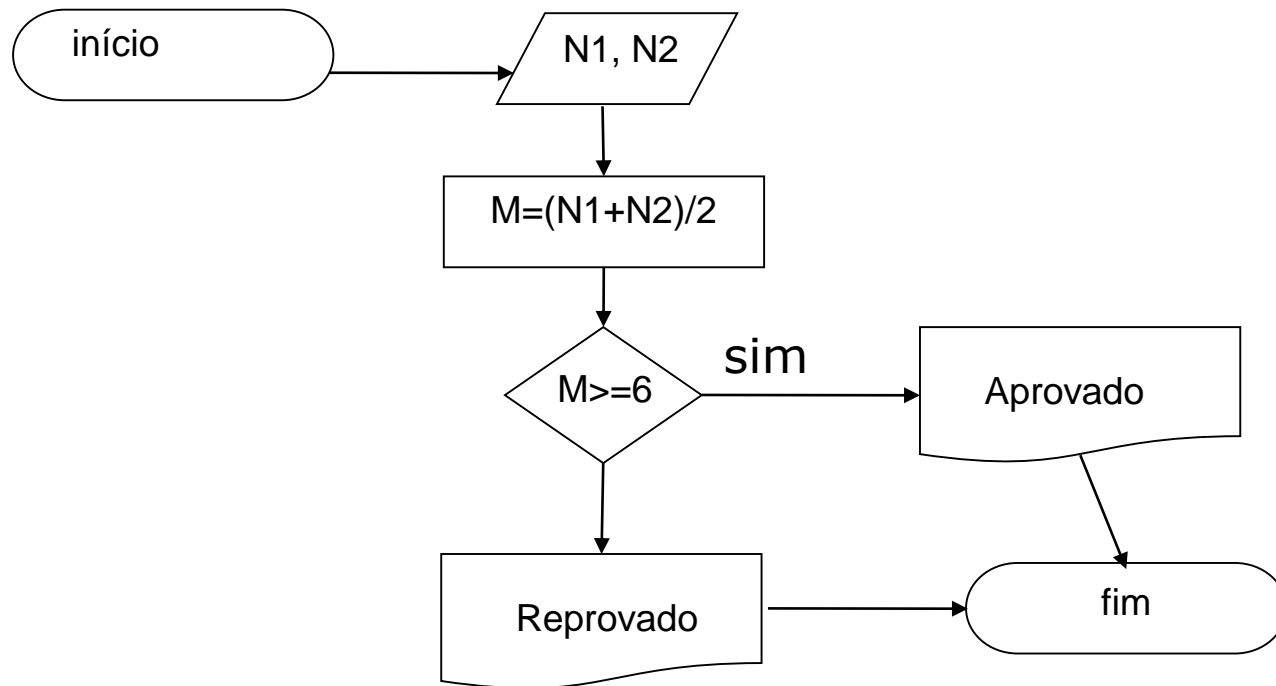 início
N1, N2
M=(N1+N2)/2
M>=6
sim
Aprovado
Reprovado
fim